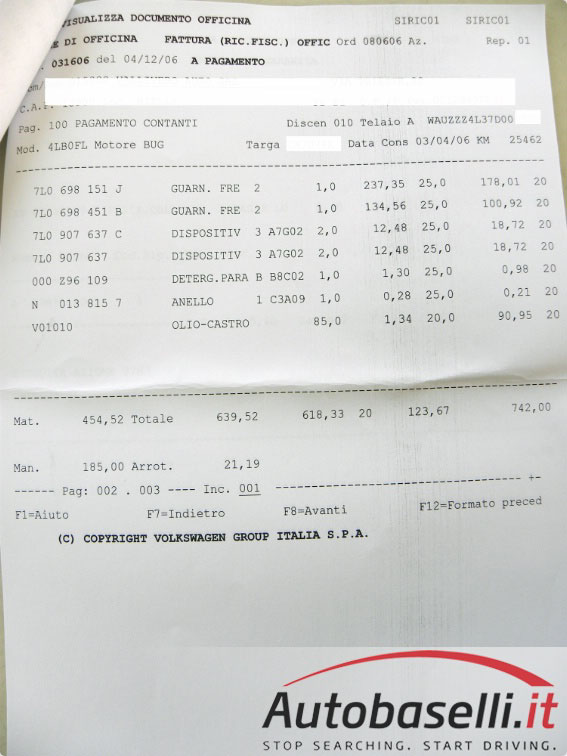 VISUALIZZA DOCUMENTO OFFICINA SIRIC01 SIRIC01
E DI OFFICINA FATTURA (RIC.FISC.) OFFIC Ord 080606 Az. Rep. 01
031606 del 04/12/06 A PAGAMENTO
Pag. 100 PAGAMENTO CONTANTI Discen 010 Telaio A WAUZZZ4L37D00
Mod. 4LB0FL Motore BUG Targa Data Cons 03/04/06 KM 25462
7L0 698 151 J GUARN. FRE 2 1,0 237,35 25,0 178,01 20
7L0 698 451 B GUARN. FRE 2 1,0 134,56 25,0 100,92 20
7L0 907 637 C DISPOSITIV 3 A7G02 2,0 12,48 25,0 18,72 20
7L0 907 637 DISPOSITIV 3 A7G02 2,0 12,48 25,0 18,72 20
000 Z96 109 DETERG.PARA B B8C02 1,0 1,30 25,0 0,98 20
N 013 815 7 ANELLO 1 C3A09 1,0 0,28 25,0 0,21 20
V01010 OLIO-CASTRO 85,0 1,34 20,0 90,95 20
Mat. 454,52 Totale 639,52 618,33 20 123,67 742,00
Man. 185,00 Arrot. 21,19
------ Pag: 002 . 003 ---- Inc. 001 ------------------------------- +-
F1=Aiuto F7=Indietro F8=Avanti F12=Formato preced
(C) COPYRIGHT VOLKSWAGEN GROUP ITALIA S.P.A.
Autobaselli.it
STOP SEARCHING. START DRIVING.